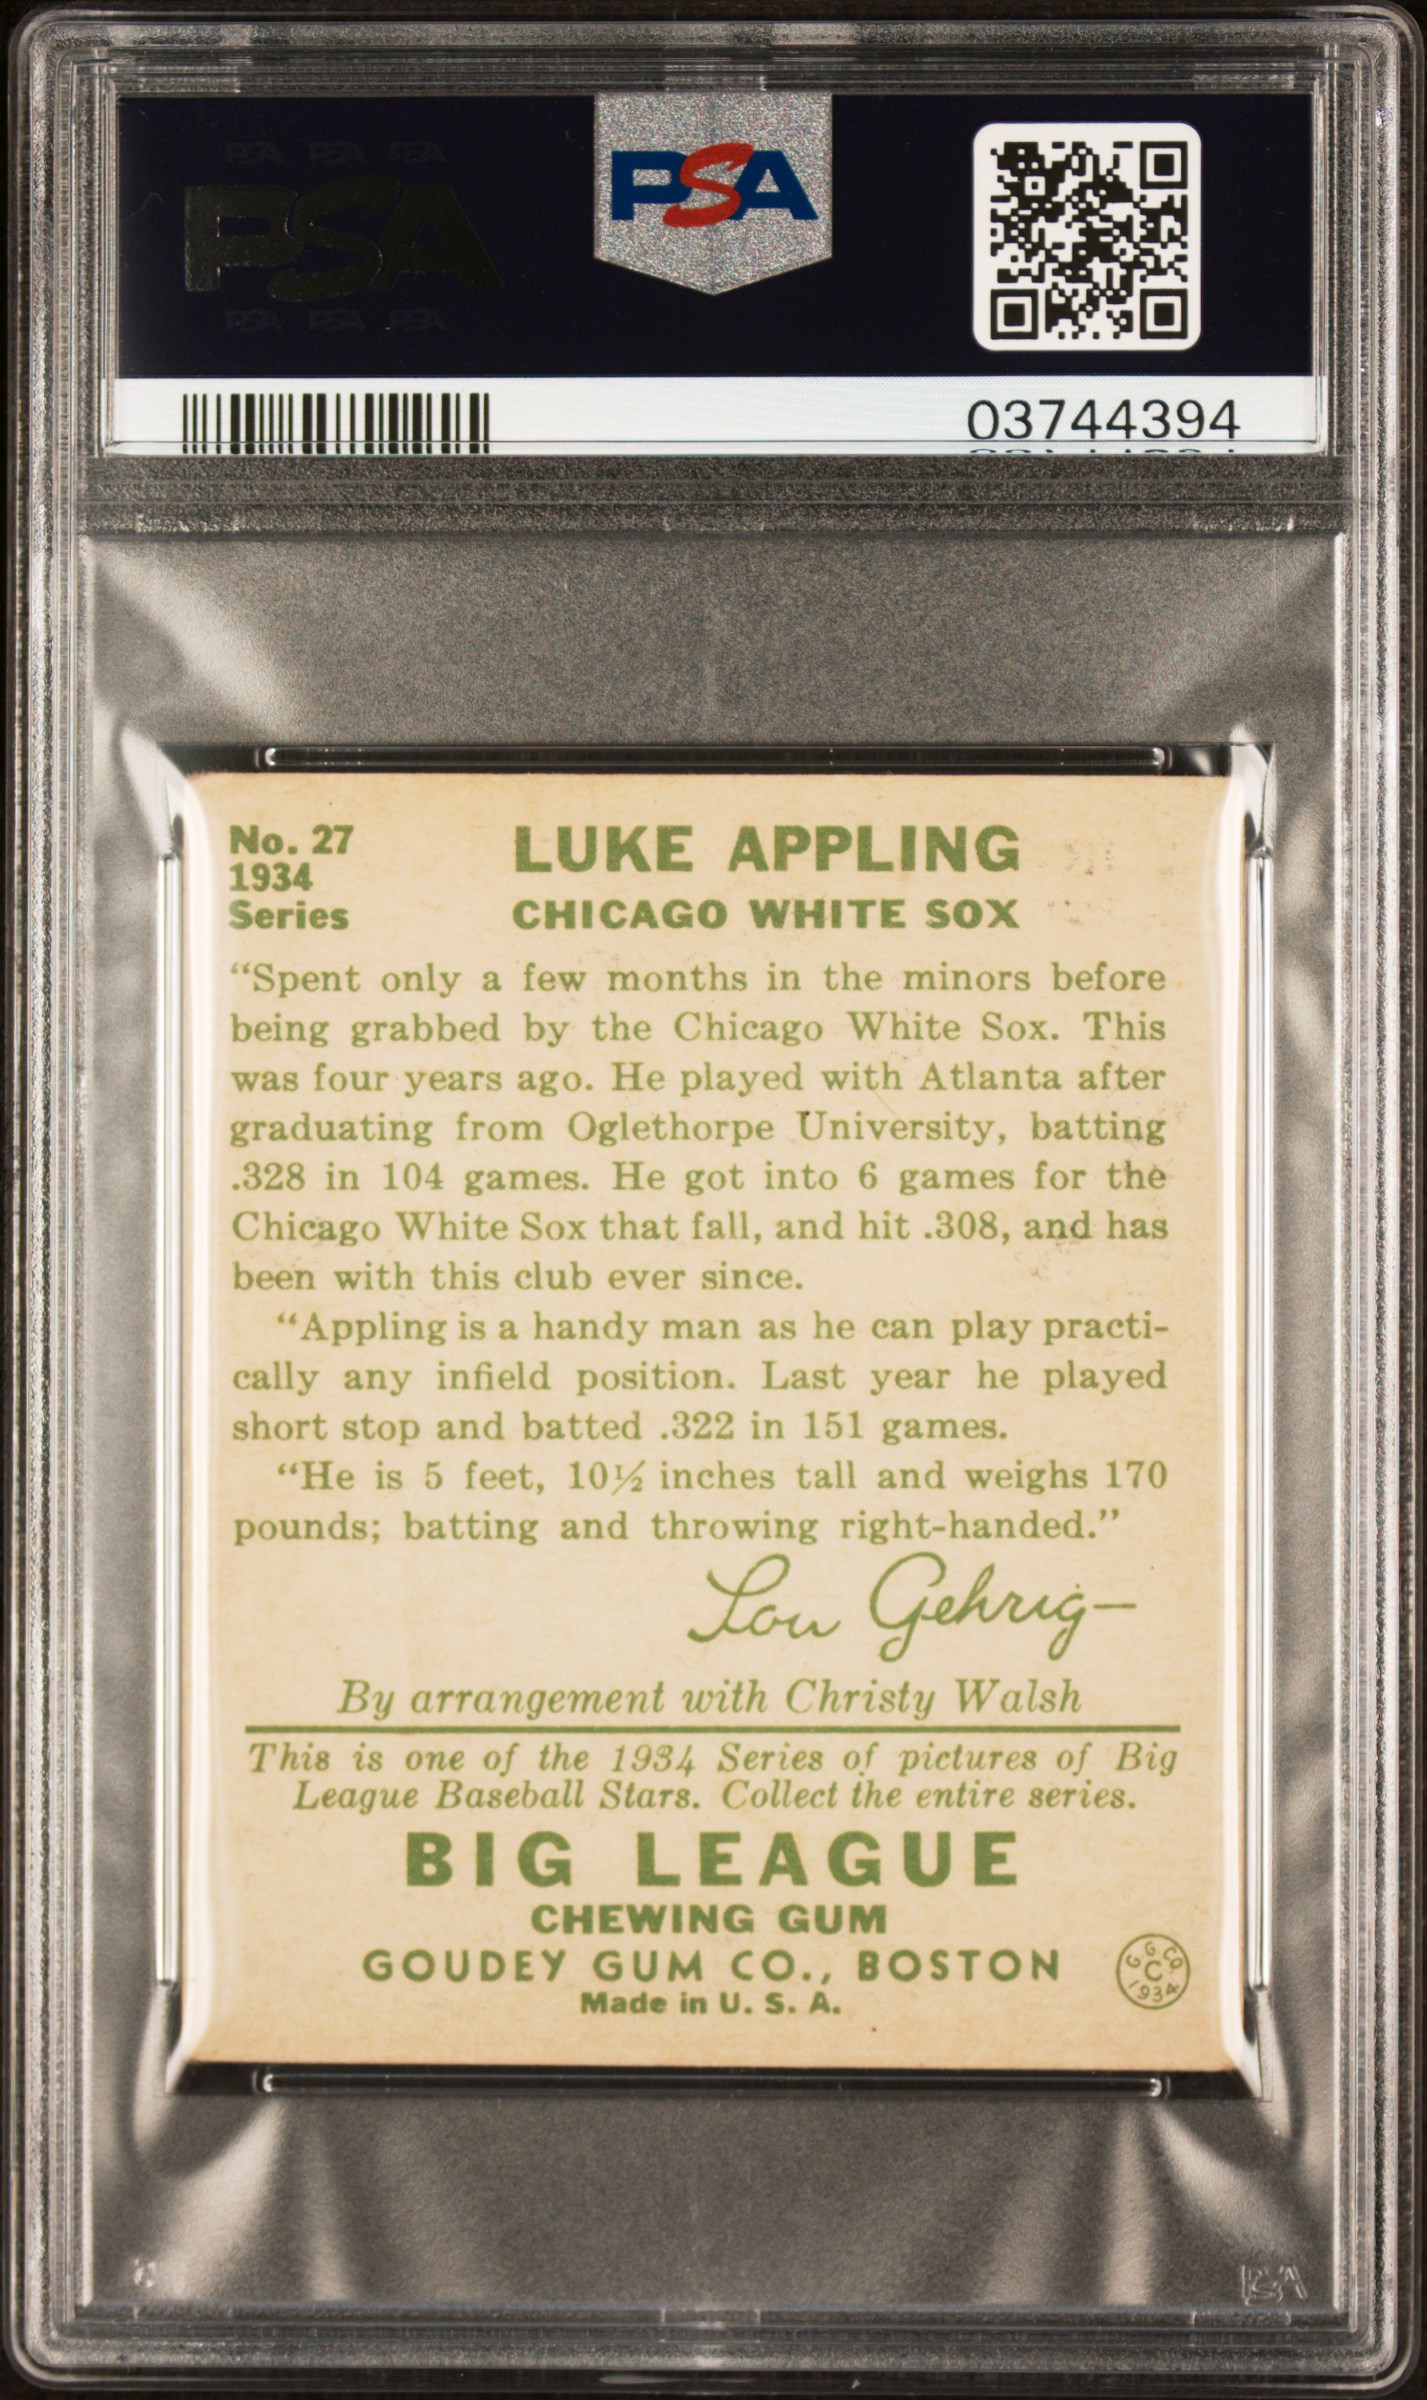 PSA PSA PSA
PSA
PSA PSA PSA
PSA
03744394
No. 27
1934
Series
LUKE APPLING
CHICAGO WHITE SOX
“Spent only a few months in the minors before
being grabbed by the Chicago White Sox. This
was four years ago. He played with Atlanta after
graduating from Oglethorpe University, batting
.328 in 104 games. He got into 6 games for the
Chicago White Sox that fall, and hit .308, and has
been with this club ever since.
“Appling is a handy man as he can play practi-
cally any infield position. Last year he played
short stop and batted .322 in 151 games.
“He is 5 feet, 10½ inches tall and weighs 170
pounds; batting and throwing right-handed.”
Lou Gehrig—
By arrangement with Christy Walsh
This is one of the 1934 Series of pictures of Big
League Baseball Stars. Collect the entire series.
BIG LEAGUE
CHEWING GUM
GOUDEY GUM CO., BOSTON
Made in U. S. A.
G. G. CO.
C
1934
PSA